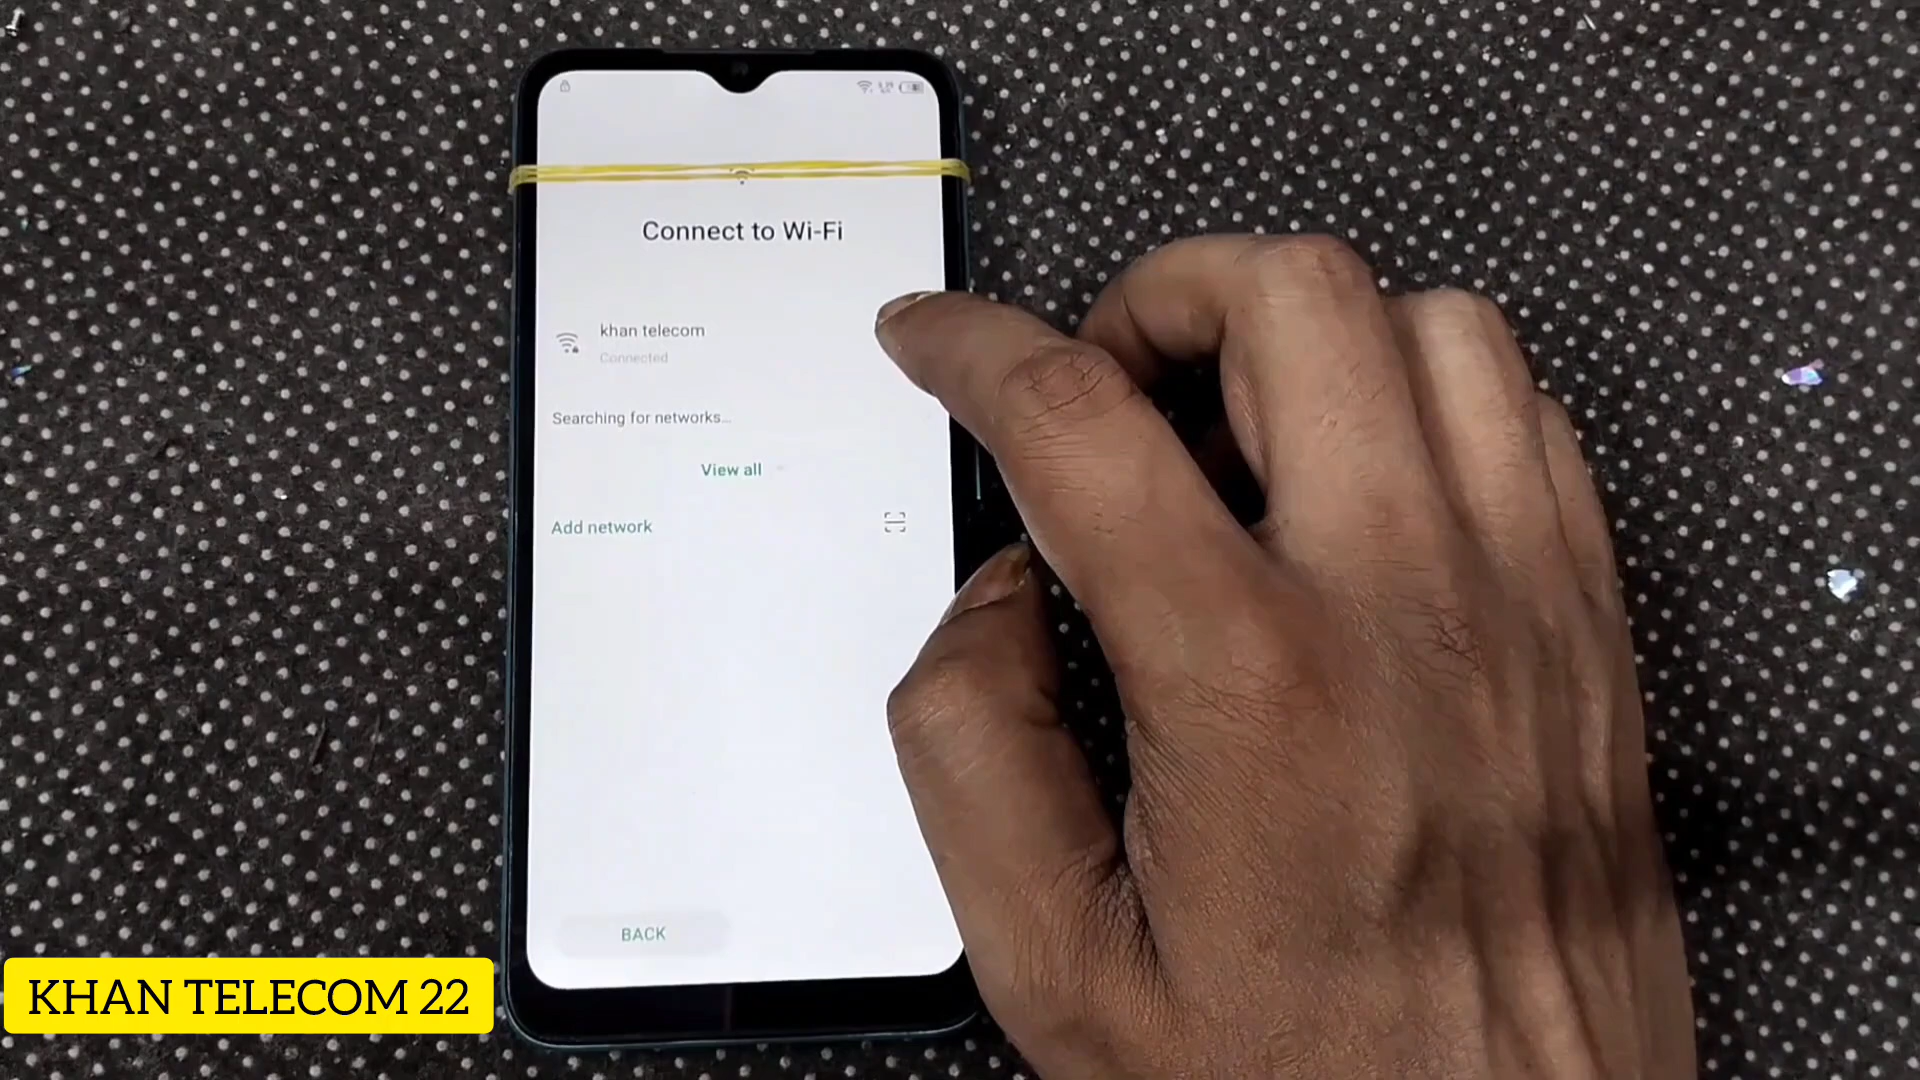 Connect to Wi-Fi
khan telecom
Connected
Searching for networks...
View all
Add network
BACK
KHAN TELECOM 22